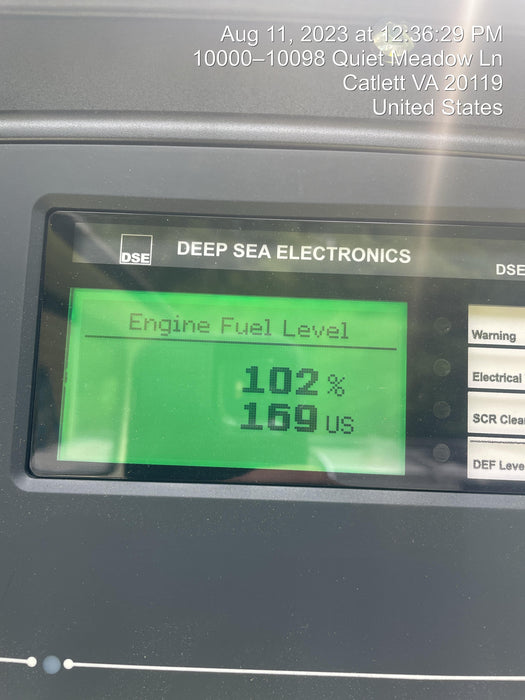 Aug 11, 2023 at 12:36:29 PM
10000–10098 Quiet Meadow Ln
Catlett VA 20119
United States
DSE
DEEP SEA ELECTRONICS
DSE
Engine Fuel Level
102 %
169 US
Warning
Electrical
SCR Clea
DEF Leve